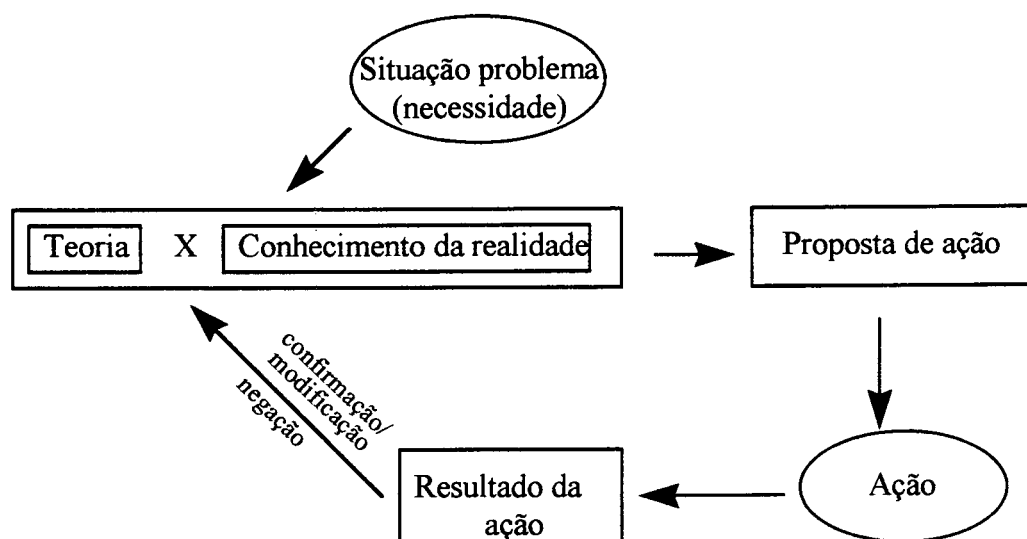 Situação problema
(necessidade)
Teoria X Conhecimento da realidade
Proposta de ação
confirmação/
modificação
negação
Resultado da
ação
Ação